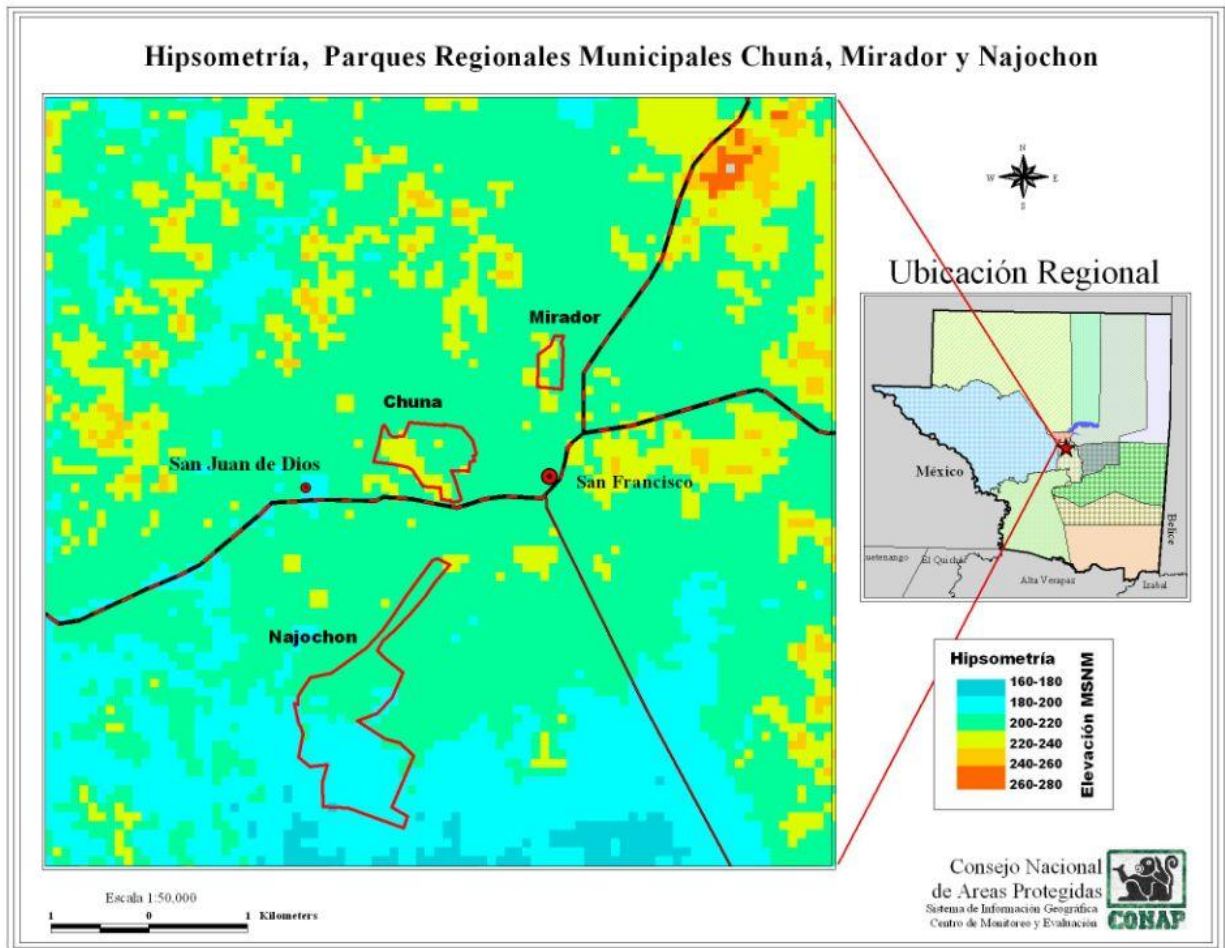 Hipsometría, Parques Regionales Municipales Chuná, Mirador y Najochon
N
W E
S
Ubicación Regional
Mirador
Chuna
San Juan de Dios
San Francisco
Najochon
México
Belice
uetenango
El Quiché
Alta Verapaz
Izabal
Hipsometría
160-180
180-200
200-220
220-240
240-260
260-280
Elevación MSNM
Escala 1:50,000
1 0 1 Kilometers
Consejo Nacional
de Areas Protegidas
Sistema de Información Geográfica
Centro de Monitoreo y Evaluación
CONAP